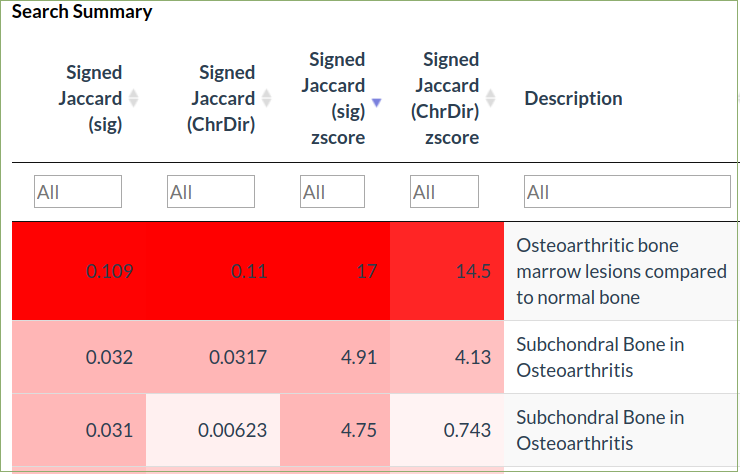 Search Summary
Signed Jaccard (sig)
Signed Jaccard (ChrDir)
Signed Jaccard (sig) zscore
Signed Jaccard (ChrDir) zscore
Description
All
All
All
All
All
0.109
0.11
17
14.5
Osteoarthritic bone
marrow lesions compared
to normal bone
0.032
0.0317
4.91
4.13
Subchondral Bone in
Osteoarthritis
0.031
0.00623
4.75
0.743
Subchondral Bone in
Osteoarthritis